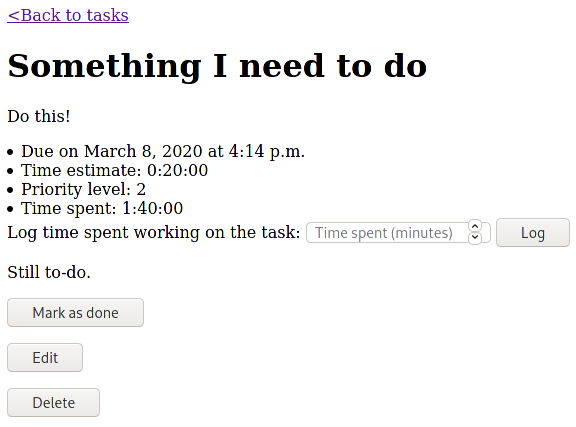 <Back to tasks
Something I need to do
Do this!
• Due on March 8, 2020 at 4:14 p.m.
• Time estimate: 0:20:00
• Priority level: 2
• Time spent: 1:40:00
Log time spent working on the task: Time spent (minutes) Log
Still to-do.
Mark as done
Edit
Delete